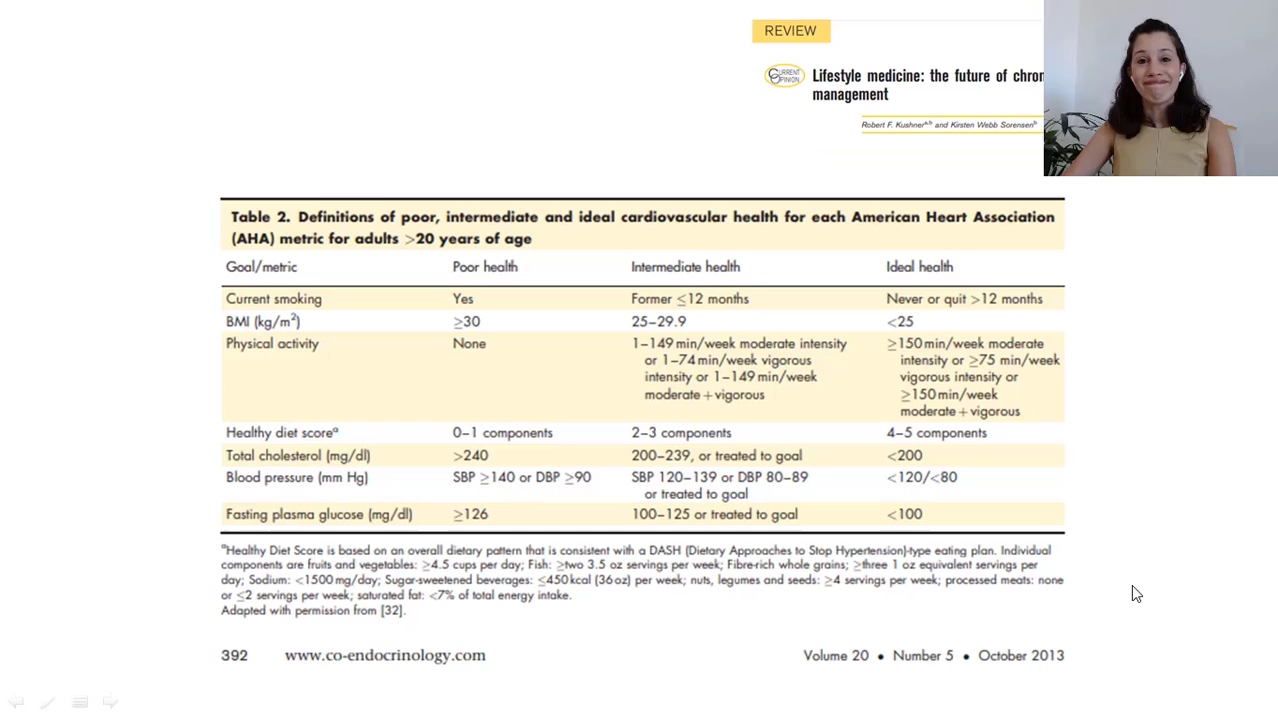 REVIEW
CURRENT
OPINION
Lifestyle medicine: the future of chron
management
Robert F. Kushnerᵃ,ᵇ and Kirsten Webb Sorensenᵇ
Table 2. Definitions of poor, intermediate and ideal cardiovascular health for each American Heart Association
(AHA) metric for adults >20 years of age
Goal/metric Poor health Intermediate health Ideal health
Current smoking Yes Former ≤12 months Never or quit >12 months
BMI (kg/m²) ≥30 25–29.9 <25
Physical activity None 1–149 min/week moderate intensity ≥150 min/week moderate
or 1–74 min/week vigorous intensity or ≥75 min/week
intensity or 1–149 min/week vigorous intensity or
moderate + vigorous ≥150 min/week
moderate + vigorous
Healthy diet scoreᵃ 0–1 components 2–3 components 4–5 components
Total cholesterol (mg/dl) >240 200–239, or treated to goal <200
Blood pressure (mm Hg) SBP ≥140 or DBP ≥90 SBP 120–139 or DBP 80–89 <120/<80
or treated to goal
Fasting plasma glucose (mg/dl) ≥126 100–125 or treated to goal <100
ᵃHealthy Diet Score is based on an overall dietary pattern that is consistent with a DASH (Dietary Approaches to Stop Hypertension)-type eating plan. Individual
components are fruits and vegetables: ≥4.5 cups per day; Fish: ≥two 3.5 oz servings per week; Fibre-rich whole grains; ≥three 1 oz equivalent servings per
day; Sodium: <1500 mg/day; Sugar-sweetened beverages: ≤450 kcal (36 oz) per week; nuts, legumes and seeds: ≥4 servings per week; processed meats: none
or ≤2 servings per week; saturated fat: <7% of total energy intake.
Adapted with permission from [32].
392 www.co-endocrinology.com Volume 20 • Number 5 • October 2013